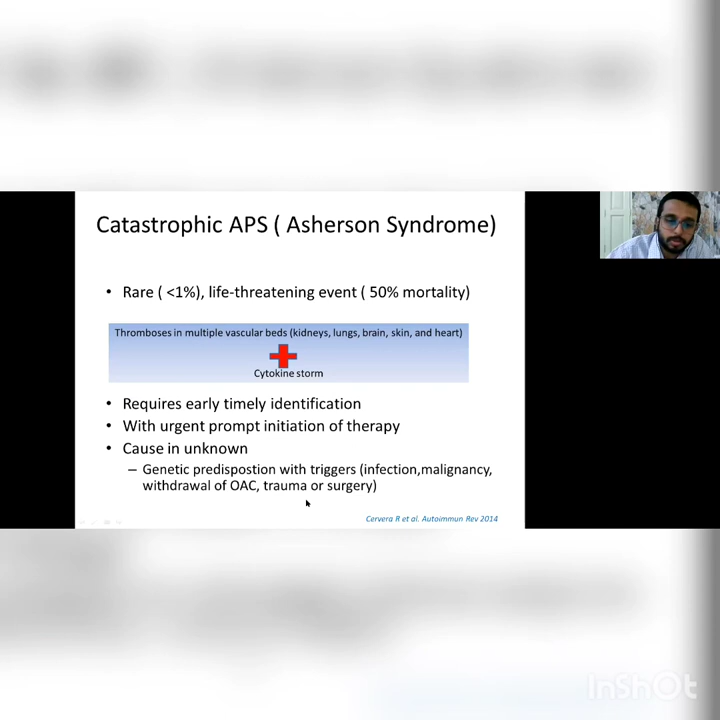 Catastrophic APS ( Asherson Syndrome)
• Rare ( <1%), life-threatening event ( 50% mortality)
Thromboses in multiple vascular beds (kidneys, lungs, brain, skin, and heart)
Cytokine storm
• Requires early timely identification
• With urgent prompt initiation of therapy
• Cause in unknown
– Genetic predispostion with triggers (infection,malignancy,
withdrawal of OAC, trauma or surgery)
Cervera R et al. Autoimmun Rev 2014
InShOt